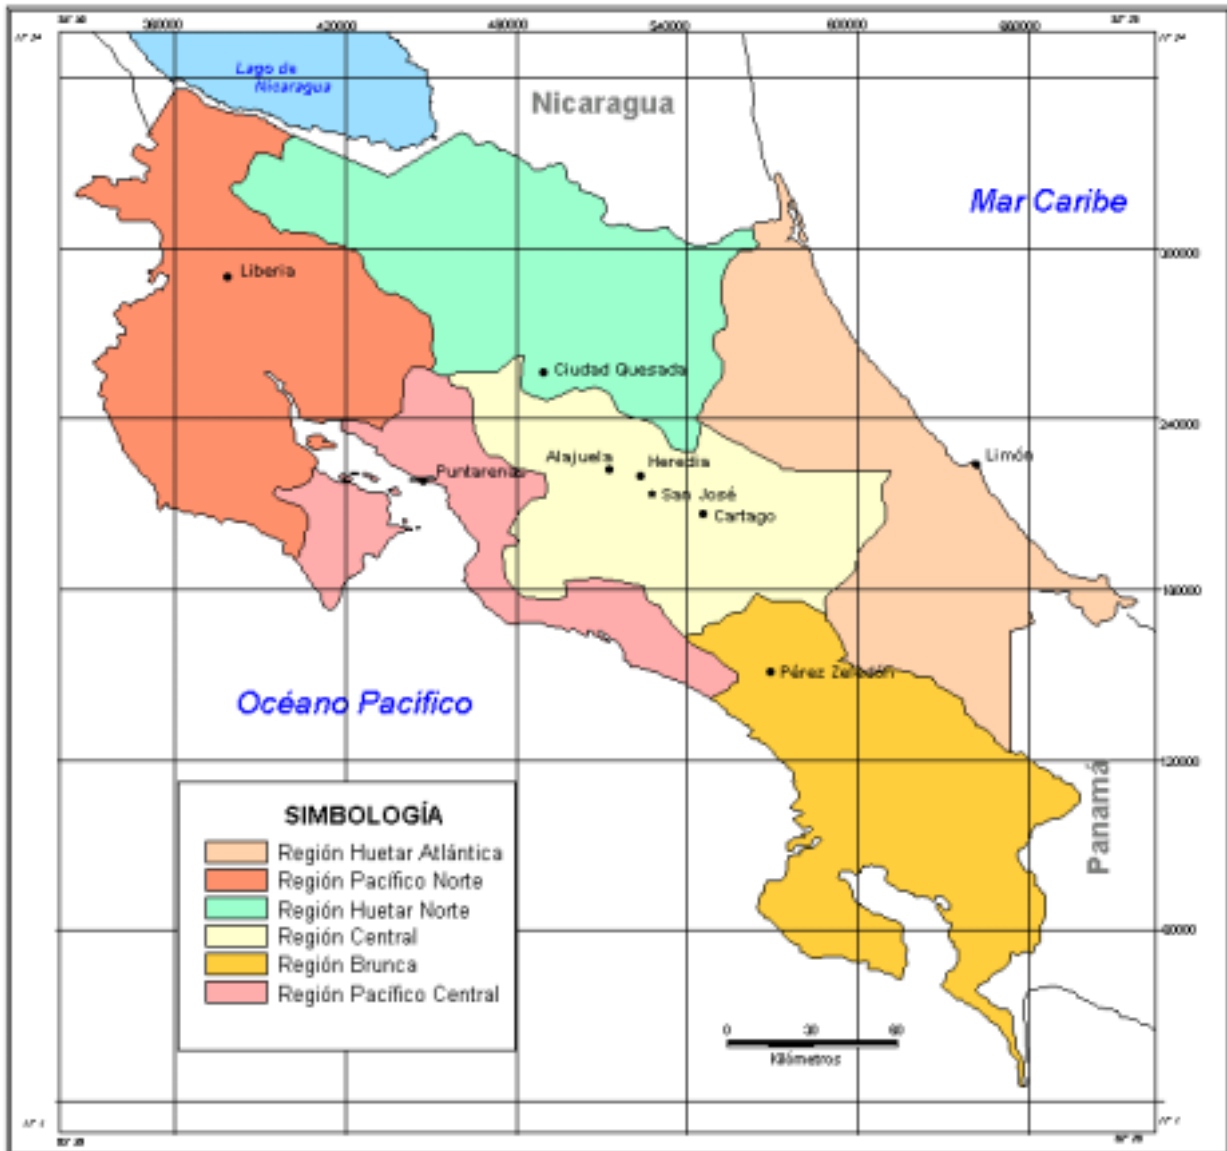 360000 420000 480000 540000 600000 660000
Lago de
Nicaragua
Nicaragua
Mar Caribe
300000
Liberia
Ciudad Quesada
240000
Alajuela
Heredia
Limón
Puntarenas
San José
Cartago
180000
Pérez Zeledón
Océano Pacífico
120000
Panamá
SIMBOLOGÍA
Región Huetar Atlántica
Región Pacífico Norte
Región Huetar Norte
Región Central
Región Brunca
Región Pacífico Central
60000
0 30 60
Kilómetros